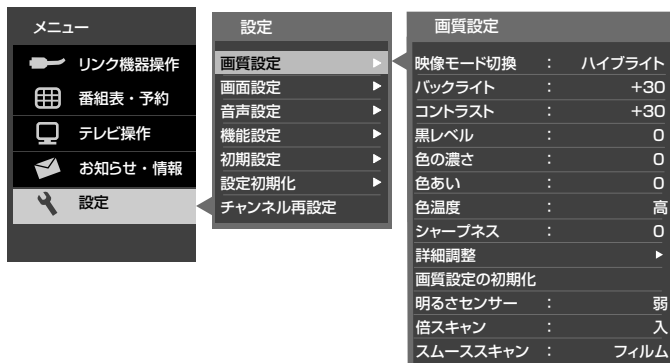 メニュー
リンク機器操作
番組表・予約
テレビ操作
お知らせ・情報
設定
設定
画質設定
画面設定
音声設定
機能設定
初期設定
設定初期化
チャンネル再設定
画質設定
映像モード切換 : ハイブライト
バックライト : +30
コントラスト : +30
黒レベル : 0
色の濃さ : 0
色あい : 0
色温度 : 高
シャープネス : 0
詳細調整
画質設定の初期化
明るさセンサー : 弱
倍スキャン : 入
スムーススキャン : フィルム